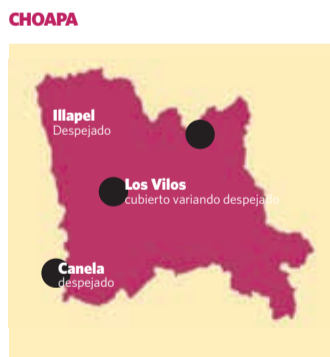 CHOAPA
Illapel
Despejado
Los Vilos
cubierto variando despejado
Canela
despejado